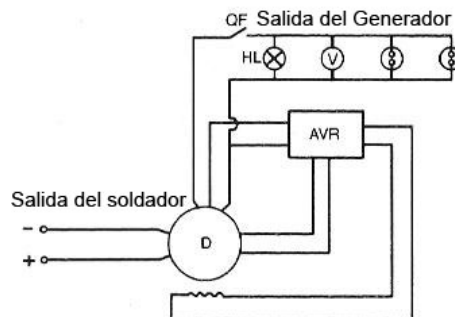 QF Salida del Generador
HL V
AVR
Salida del soldador
-
D
+